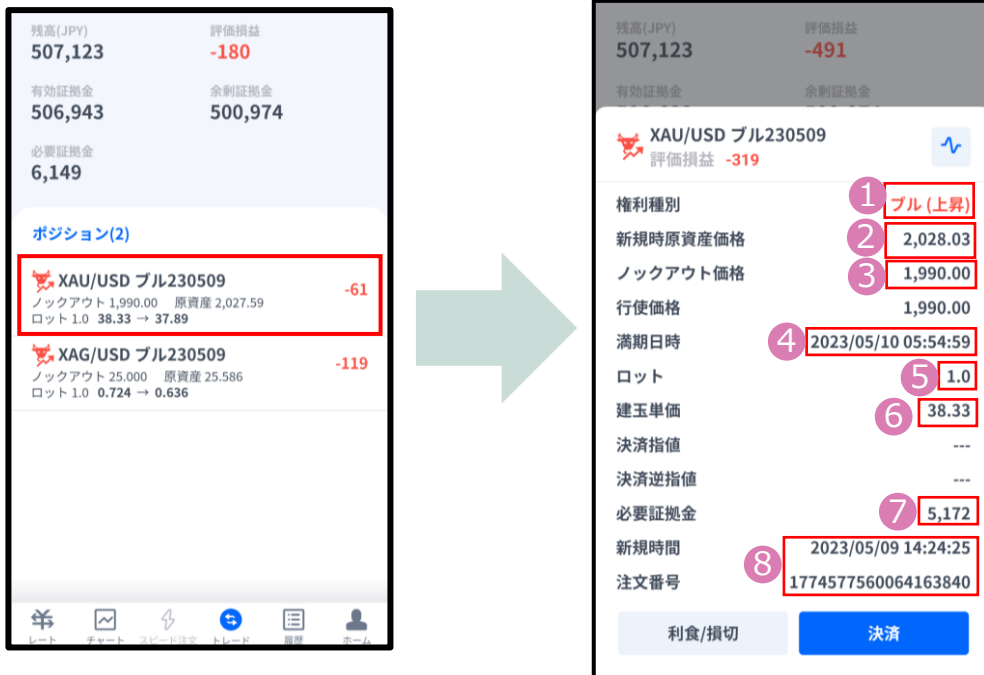 残高(JPY) 評価損益
507,123 -180
有効証拠金 余剰証拠金
506,943 500,974
必要証拠金
6,149
ポジション(2)
XAU/USD ブル230509
-61
ノックアウト 1,990.00 原資産 2,027.59
ロット 1.0 38.33 → 37.89
XAG/USD ブル230509
-119
ノックアウト 25.000 原資産 25.586
ロット 1.0 0.724 → 0.636
レート チャート スピード注文 トレード 履歴 ホーム
残高(JPY) 評価損益
507,123 -491
有効証拠金 余剰証拠金
XAU/USD ブル230509
評価損益 -319
権利種別 1 ブル (上昇)
新規時原資産価格 2 2,028.03
ノックアウト価格 3 1,990.00
行使価格 1,990.00
満期日時 4 2023/05/10 05:54:59
ロット 5 1.0
建玉単価 6 38.33
決済指値 ---
決済逆指値 ---
必要証拠金 7 5,172
新規時間 2023/05/09 14:24:25
8
注文番号 1774577560064163840
利食/損切 決済